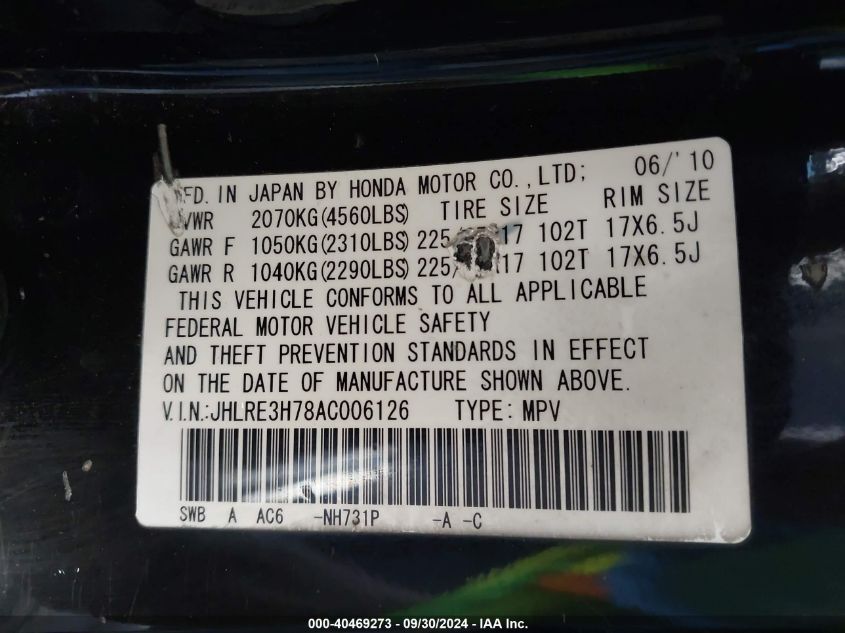 MFD. IN JAPAN BY HONDA MOTOR CO.,LTD; 06/'10
GVWR 2070KG(4560LBS) TIRE SIZE RIM SIZE
GAWR F 1050KG(2310LBS) 225 17 102T 17X6.5J
GAWR R 1040KG(2290LBS) 225/ 17 102T 17X6.5J
THIS VEHICLE CONFORMS TO ALL APPLICABLE
FEDERAL MOTOR VEHICLE SAFETY
AND THEFT PREVENTION STANDARDS IN EFFECT
ON THE DATE OF MANUFACTURE SHOWN ABOVE.
V.I.N.:JHLRE3H78AC006126 TYPE: MPV
SWB A AC6 -NH731P -A -C
000-40469273 - 09/30/2024 - IAA Inc.